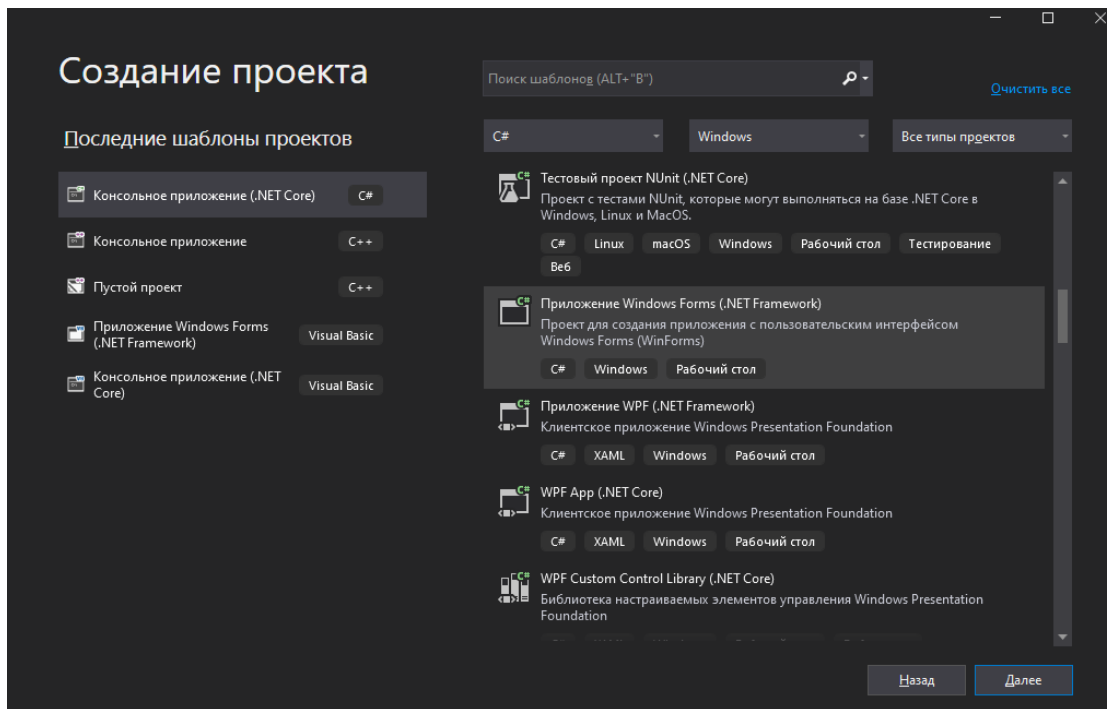 Создание проекта
Поиск шаблонов (ALT+"В")
Очистить все
Последние шаблоны проектов
C#
Windows
Все типы проектов
Консольное приложение (.NET Core)
C#
Консольное приложение
C++
Пустой проект
C++
Приложение Windows Forms
(.NET Framework)
Visual Basic
Консольное приложение (.NET
Core)
Visual Basic
Тестовый проект NUnit (.NET Core)
Проект с тестами NUnit, которые могут выполняться на базе .NET Core в
Windows, Linux и MacOS.
C# Linux macOS Windows Рабочий стол Тестирование
Веб
Приложение Windows Forms (.NET Framework)
Проект для создания приложения с пользовательским интерфейсом
Windows Forms (WinForms)
C# Windows Рабочий стол
Приложение WPF (.NET Framework)
Клиентское приложение Windows Presentation Foundation
C# XAML Windows Рабочий стол
WPF App (.NET Core)
Клиентское приложение Windows Presentation Foundation
C# XAML Windows Рабочий стол
WPF Custom Control Library (.NET Core)
Библиотека настраиваемых элементов управления Windows Presentation
Foundation
Назад
Далее